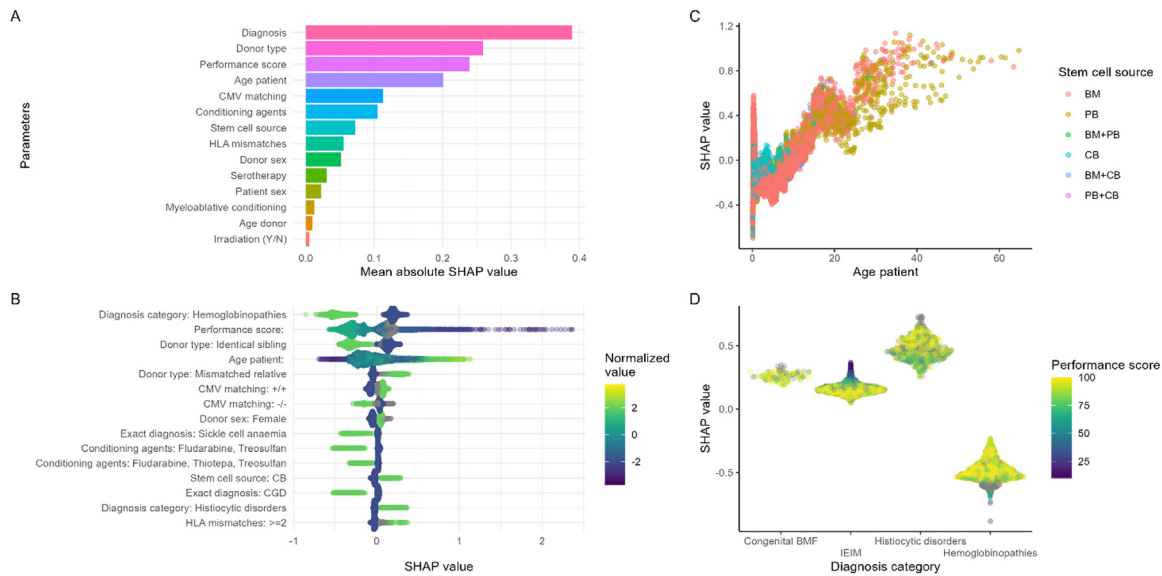 A
Parameters
Diagnosis
Donor type
Performance score
Age patient
CMV matching
Conditioning agents
Stem cell source
HLA mismatches
Donor sex
Serotherapy
Patient sex
Myeloablative conditioning
Age donor
Irradiation (Y/N)
0.0 0.1 0.2 0.3 0.4
Mean absolute SHAP value
B
Diagnosis category: Hemoglobinopathies
Performance score:
Donor type: Identical sibling
Age patient:
Donor type: Mismatched relative
CMV matching: +/+
CMV matching: -/-
Donor sex: Female
Exact diagnosis: Sickle cell anaemia
Conditioning agents: Fludarabine, Treosulfan
Conditioning agents: Fludarabine, Thiotepa, Treosulfan
Stem cell source: CB
Exact diagnosis: CGD
Diagnosis category: Histiocytic disorders
HLA mismatches: >=2
-1 0 1 2
SHAP value
Normalized
value
2
0
-2
C
SHAP value
1.2
0.8
0.4
0.0
-0.4
0 20 40 60
Age patient
Stem cell source
BM
PB
BM+PB
CB
BM+CB
PB+CB
D
SHAP value
0.5
0.0
-0.5
Congenital BMF
IEIM
Histiocytic disorders
Hemoglobinopathies
Diagnosis category
Performance score
100
75
50
25